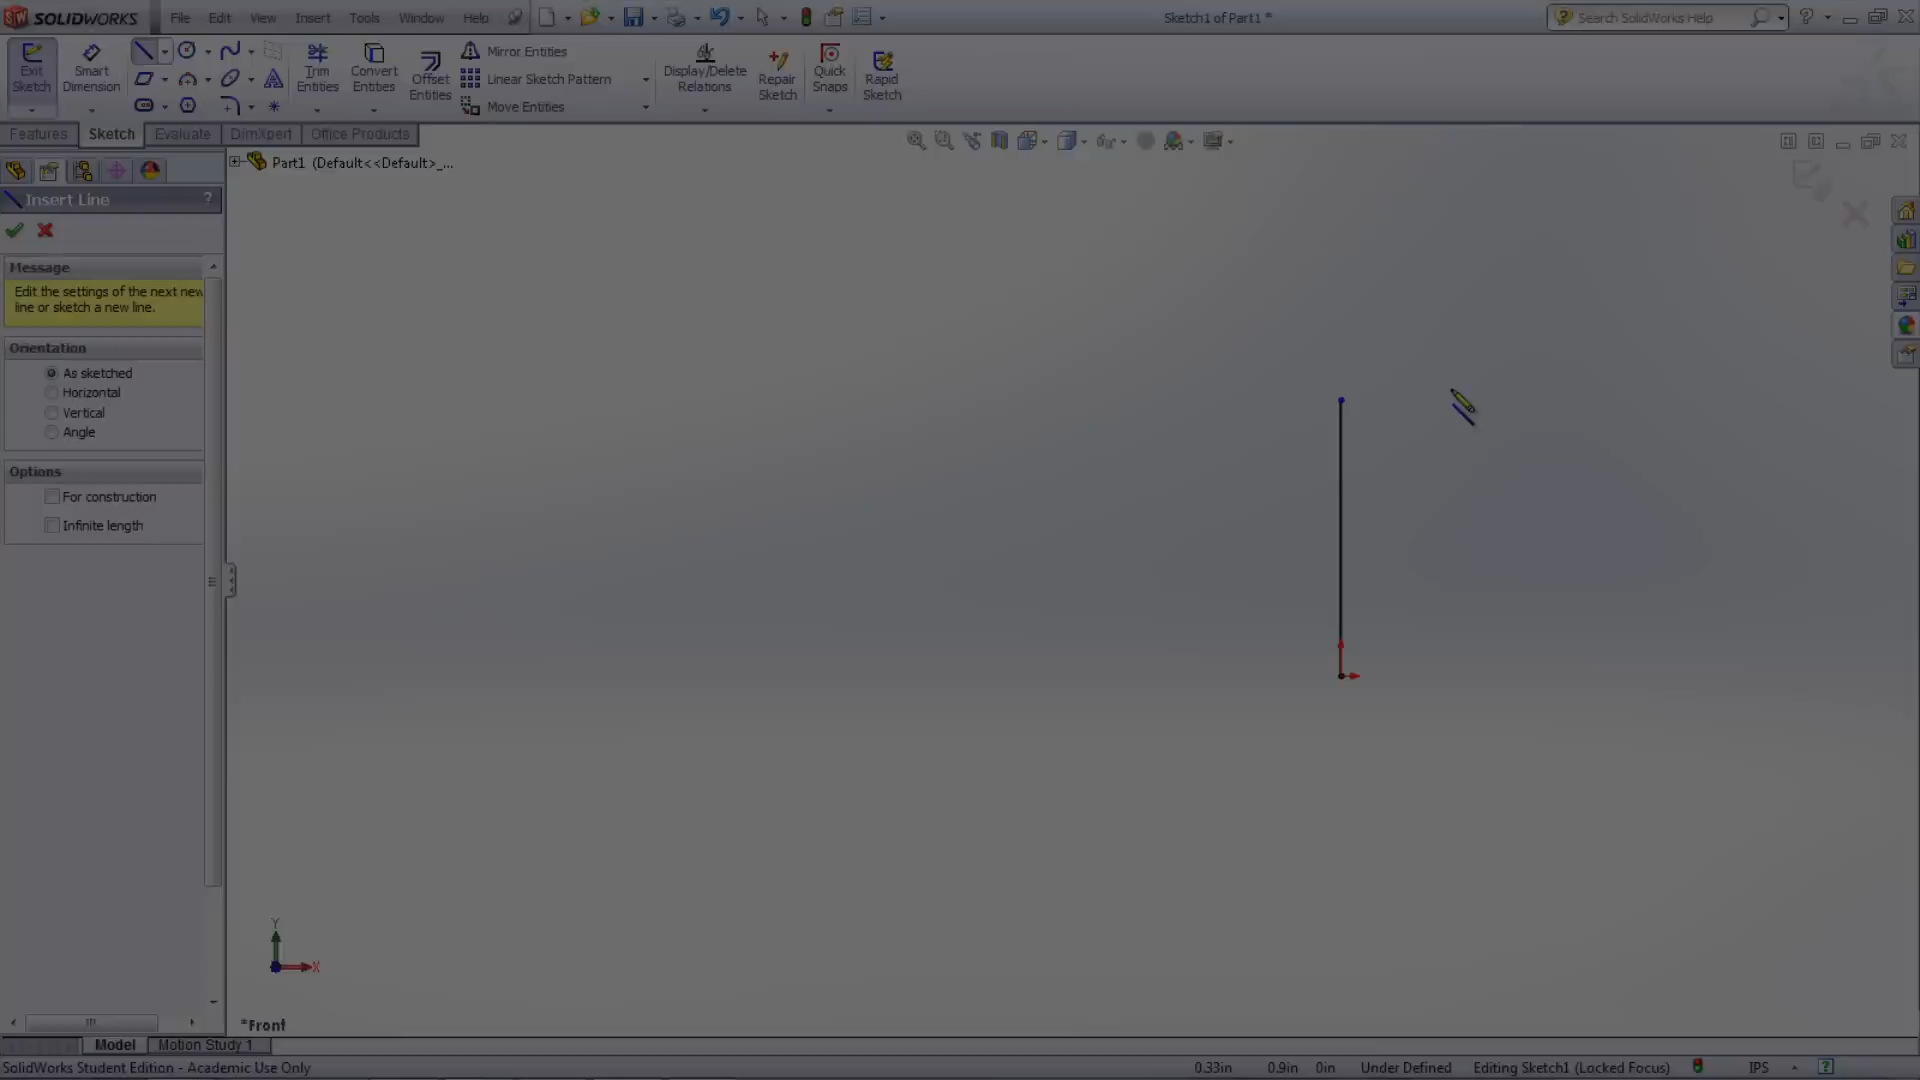 SOLIDWORKS File Edit View Insert Tools Window Help Sketch1 of Part1 * Search SolidWorks Help
Exit Sketch
Smart Dimension
Trim Entities
Convert Entities
Offset Entities
Mirror Entities
Linear Sketch Pattern
Move Entities
Display/Delete Relations
Repair Sketch
Quick Snaps
Rapid Sketch
Features Sketch Evaluate DimXpert Office Products
Part1 (Default<<Default>_...
Insert Line ?
Message
Edit the settings of the next new
line or sketch a new line.
Orientation
As sketched
Horizontal
Vertical
Angle
Options
For construction
Infinite length
Y
X
*Front
Model Motion Study 1
SolidWorks Student Edition - Academic Use Only 0.33in 0.9in 0in Under Defined Editing Sketch1 (Locked Focus) IPS ?